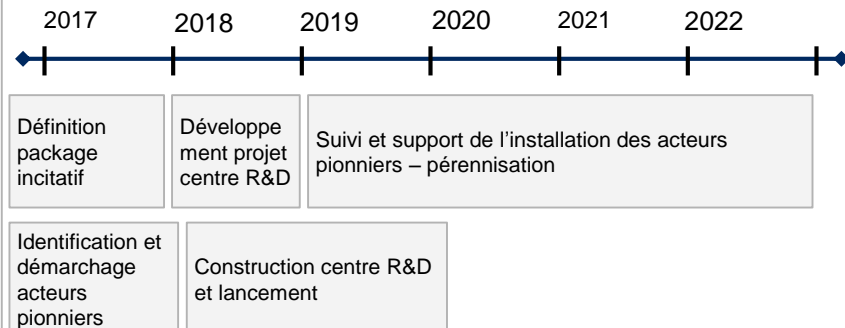 2017 2018 2019 2020 2021 2022
Définition
package
incitatif
Développe
ment projet
centre R&D
Suivi et support de l’installation des acteurs
pionniers – pérennisation
Identification et
démarchage
acteurs
pionniers
Construction centre R&D
et lancement